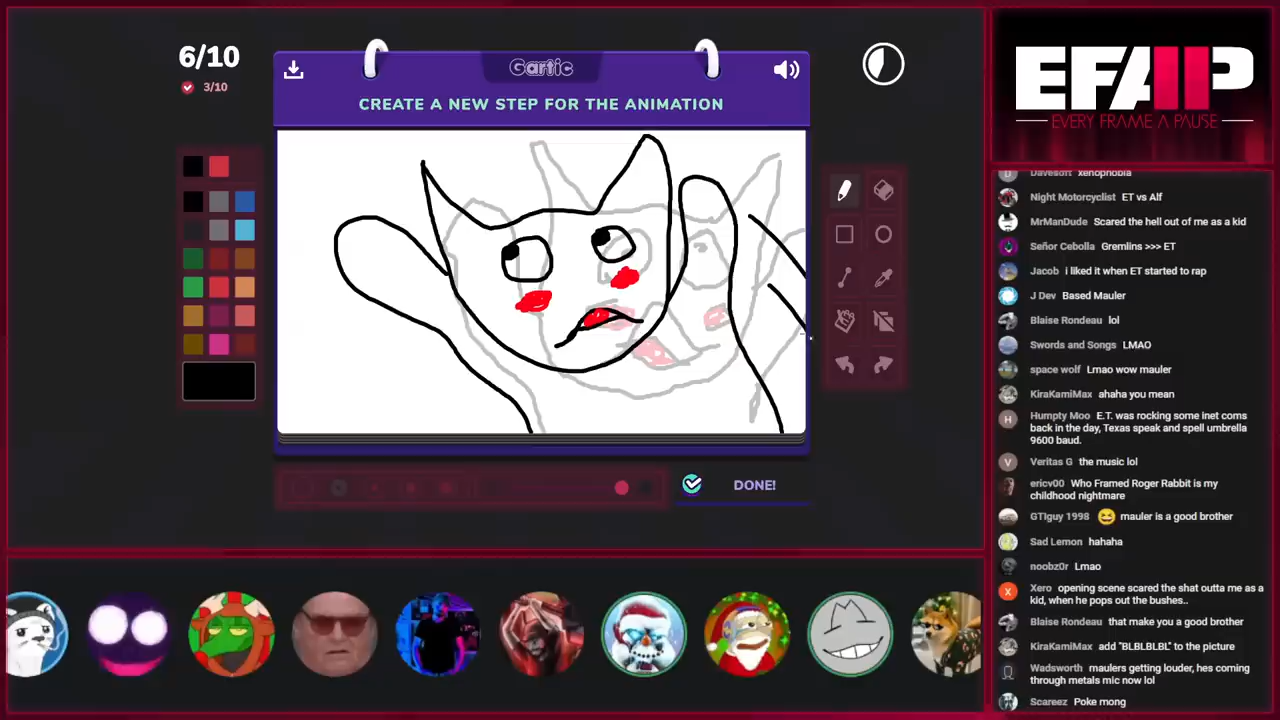 6/10
3/10
Gartic
CREATE A NEW STEP FOR THE ANIMATION
DONE!
EFAP
EVERY FRAME A PAUSE
Davesoft xenophobia
Night Motorcyclist ET vs Alf
MrManDude Scared the hell out of me as a kid
Señor Cebolla Gremlins >>> ET
Jacob i liked it when ET started to rap
J Dev Based Mauler
Blaise Rondeau lol
Swords and Songs LMAO
space wolf Lmao wow mauler
KiraKamiMax ahaha you mean
Humpty Moo E.T. was rocking some inet coms
back in the day, Texas speak and spell umbrella
9600 baud.
Veritas G the music lol
ericv00 Who Framed Roger Rabbit is my
childhood nightmare
GTIguy 1998 😆 mauler is a good brother
Sad Lemon hahaha
noobz0r Lmao
Xero opening scene scared the shat outta me as a
kid, when he pops out the bushes..
Blaise Rondeau that make you a good brother
KiraKamiMax add "BLBLBLBL" to the picture
Wadsworth maulers getting louder, hes coming
through metals mic now lol
Scareez Poke mong